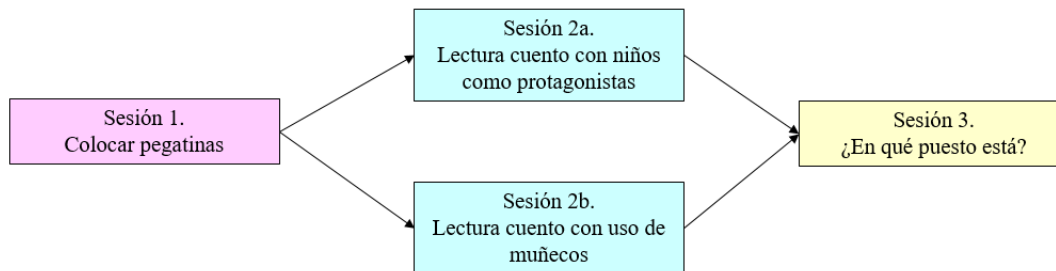 Sesión 1.
Colocar pegatinas
Sesión 2a.
Lectura cuento con niños
como protagonistas
Sesión 2b.
Lectura cuento con uso de
muñecos
Sesión 3.
¿En qué puesto está?